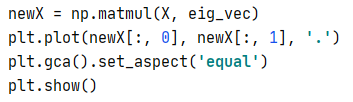 newX = np.matmul(X, eig_vec)
plt.plot(newX[:, 0], newX[:, 1], '.')
plt.gca().set_aspect('equal')
plt.show()